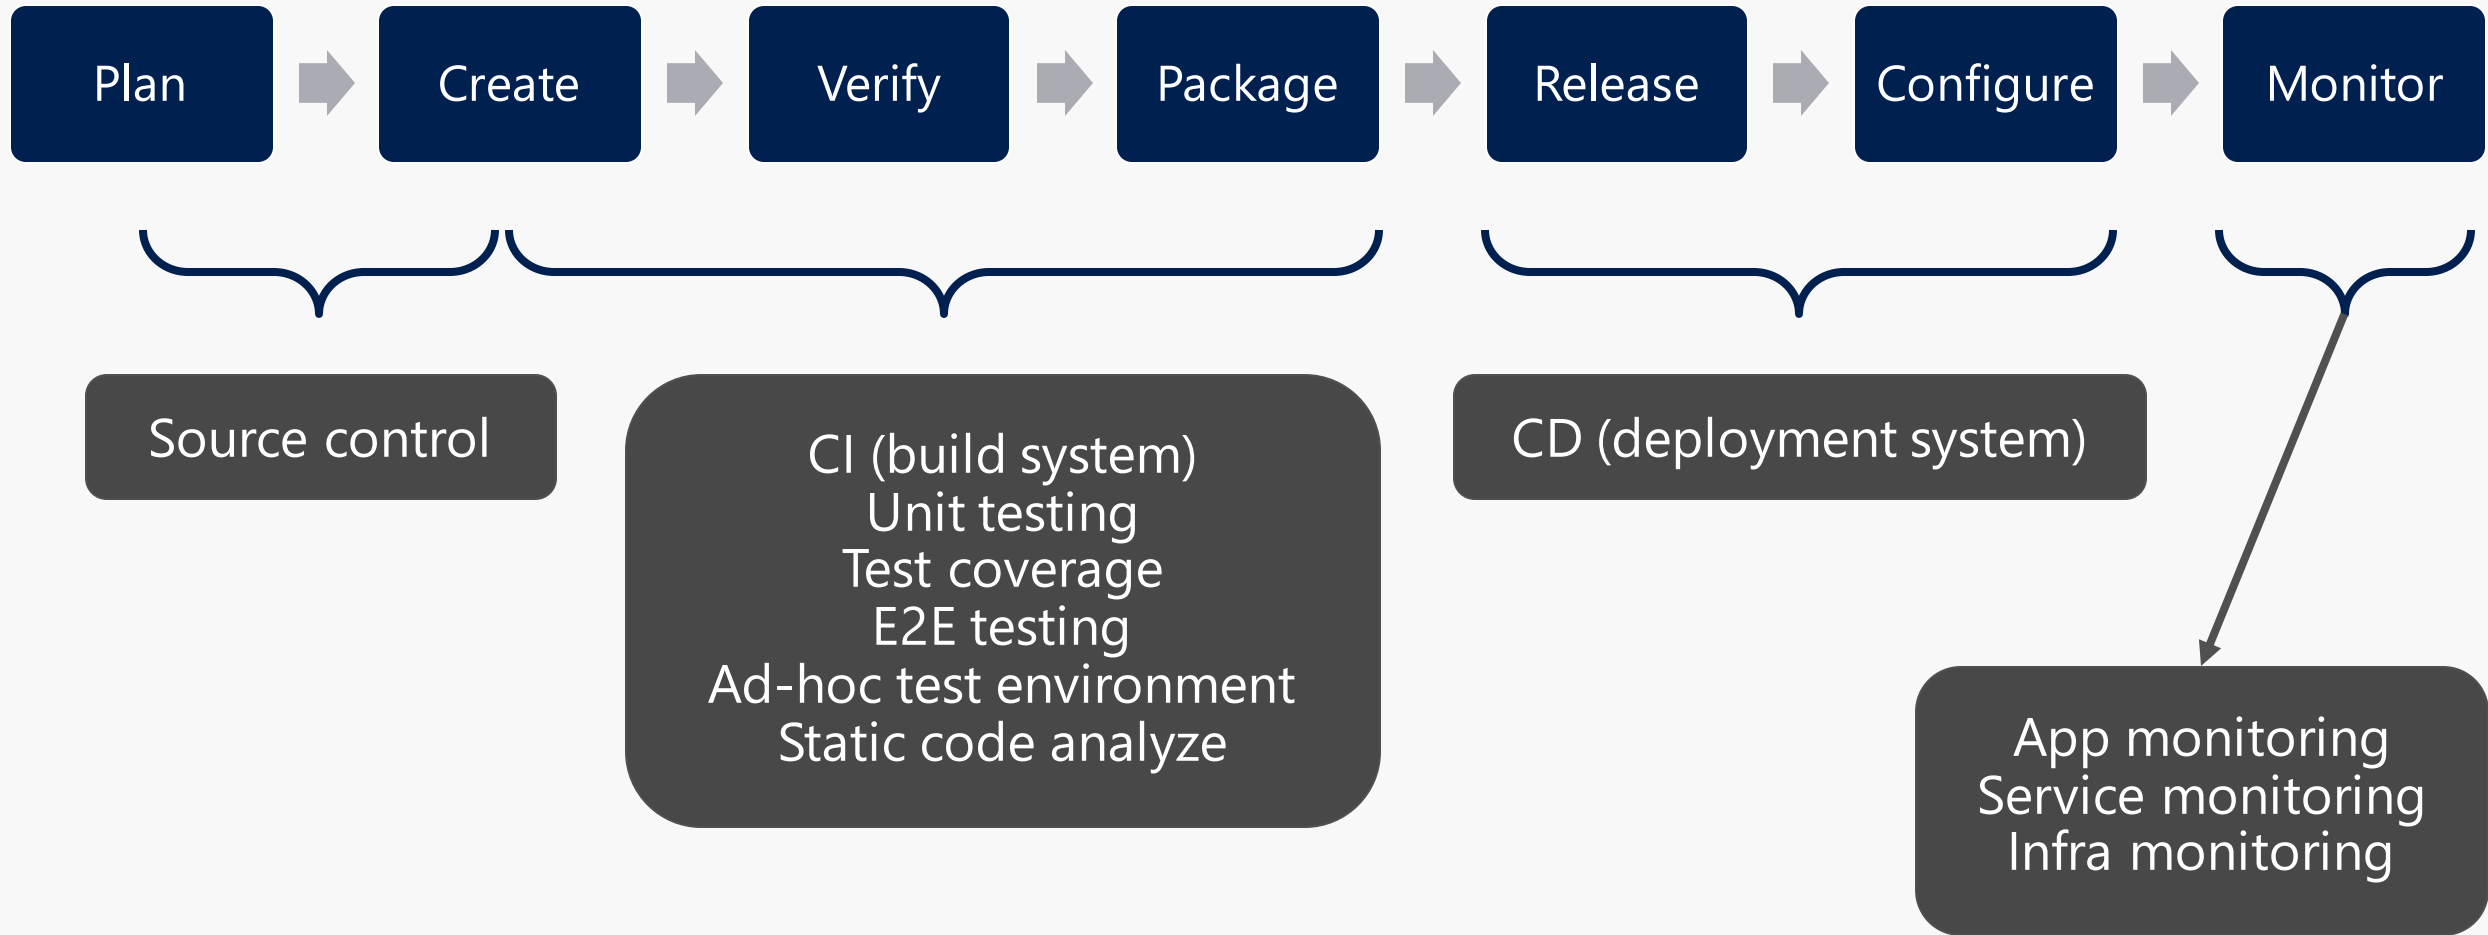 Plan
Create
Verify
Package
Release
Configure
Monitor
Source control
CI (build system)
Unit testing
Test coverage
E2E testing
Ad-hoc test environment
Static code analyze
CD (deployment system)
App monitoring
Service monitoring
Infra monitoring